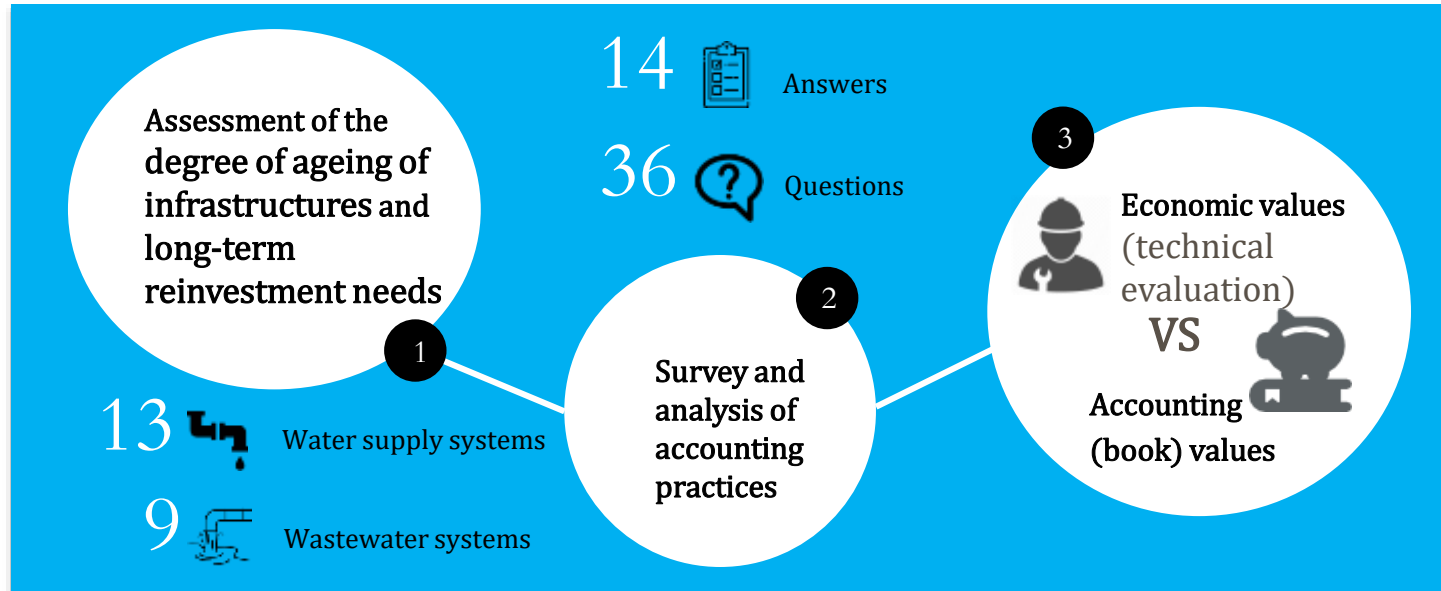 Assessment of the
degree of ageing of
infrastructures and
long-term
reinvestment needs
1
13
Water supply systems
9
Wastewater systems
14
Answers
36
Questions
2
Survey and
analysis of
accounting
practices
3
Economic values
(technical
evaluation)
VS
Accounting
(book) values